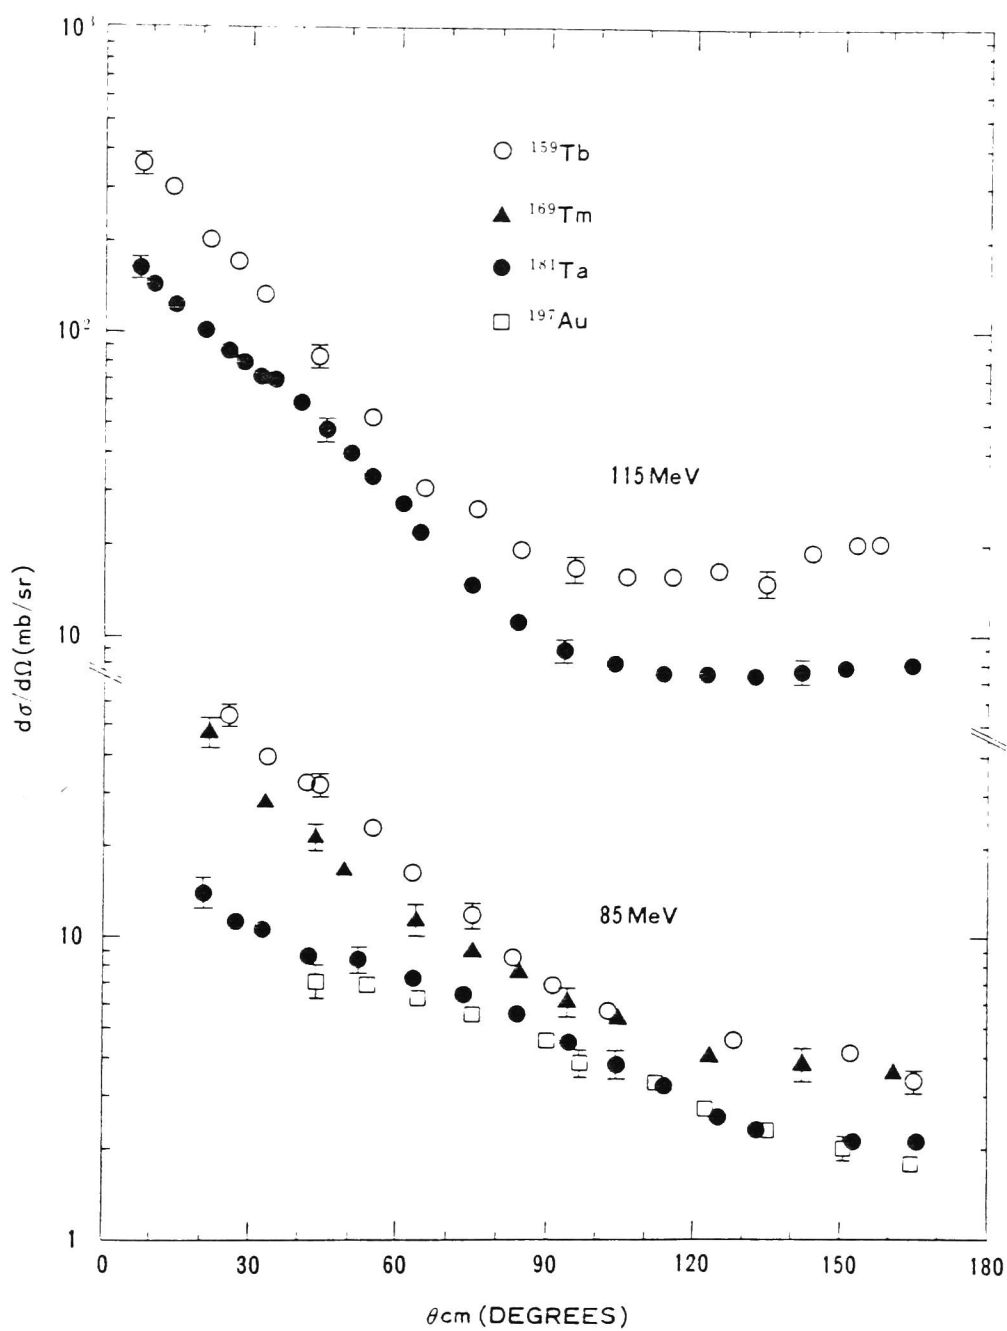 10³
¹⁵⁹Tb
¹⁶⁹Tm
¹⁸¹Ta
¹⁹⁷Au
10²
115 MeV
10
dσ/dΩ (mb/sr)
85 MeV
10
1
0 30 60 90 120 150 180
θcm (DEGREES)